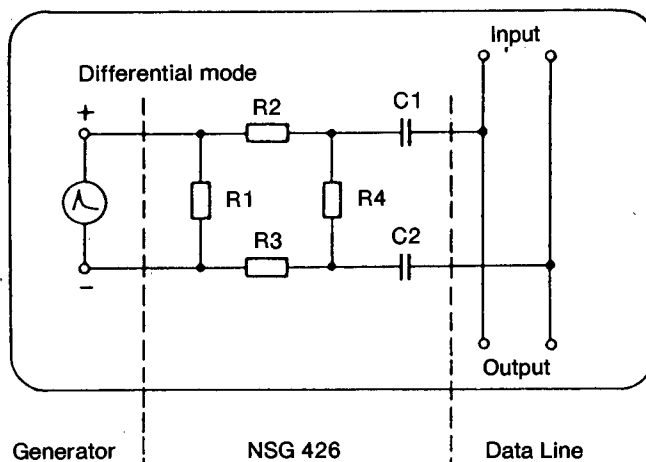 Input
Differential mode
C1
+
R2
R1
R4
R3
C2
−
Output
Generator
NSG 426
Data Line